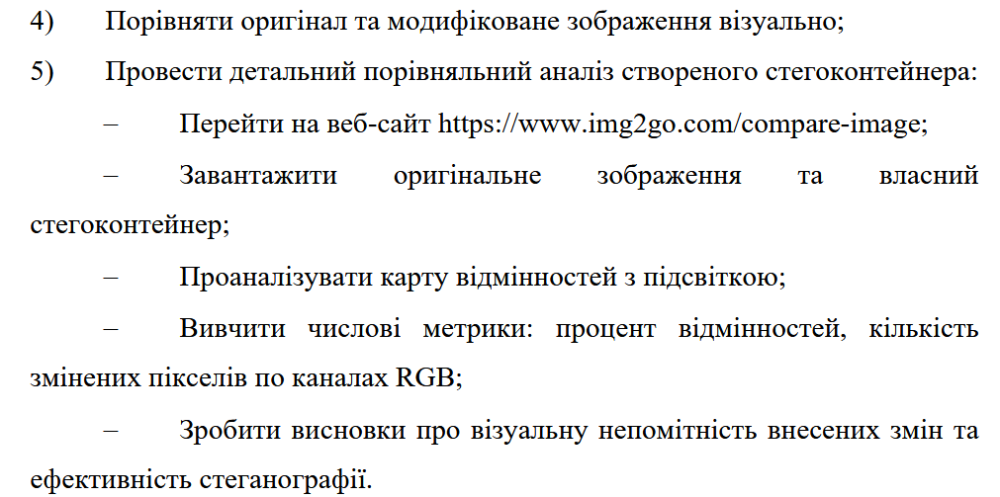 4) Порівняти оригінал та модифіковане зображення візуально;
5) Провести детальний порівняльний аналіз створеного стегоконтейнера:
– Перейти на веб-сайт https://www.img2go.com/compare-image;
– Завантажити оригінальне зображення та власний
стегоконтейнер;
– Проаналізувати карту відмінностей з підсвіткою;
– Вивчити числові метрики: процент відмінностей, кількість
змінених пікселів по каналах RGB;
– Зробити висновки про візуальну непомітність внесених змін та
ефективність стеганографії.